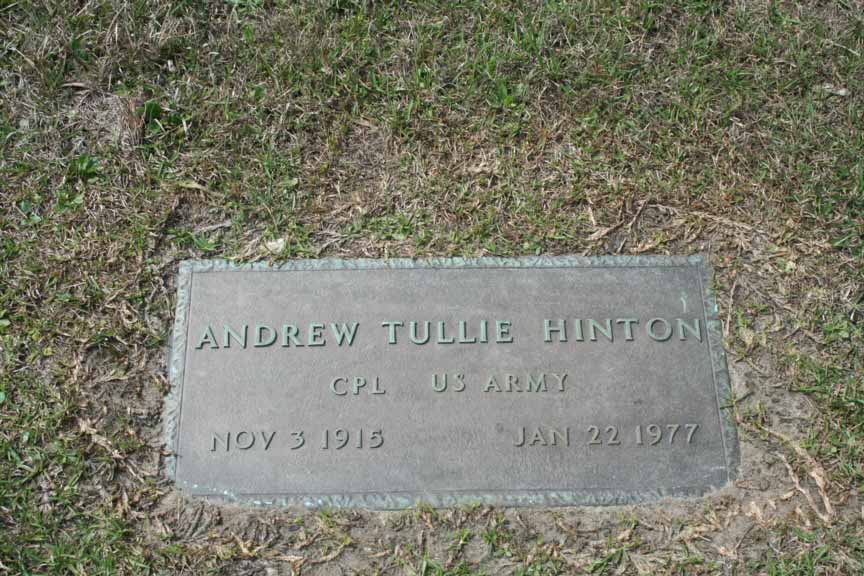 ANDREW TULLIE HINTON
CPL US ARMY
NOV 3 1915 JAN 22 1977